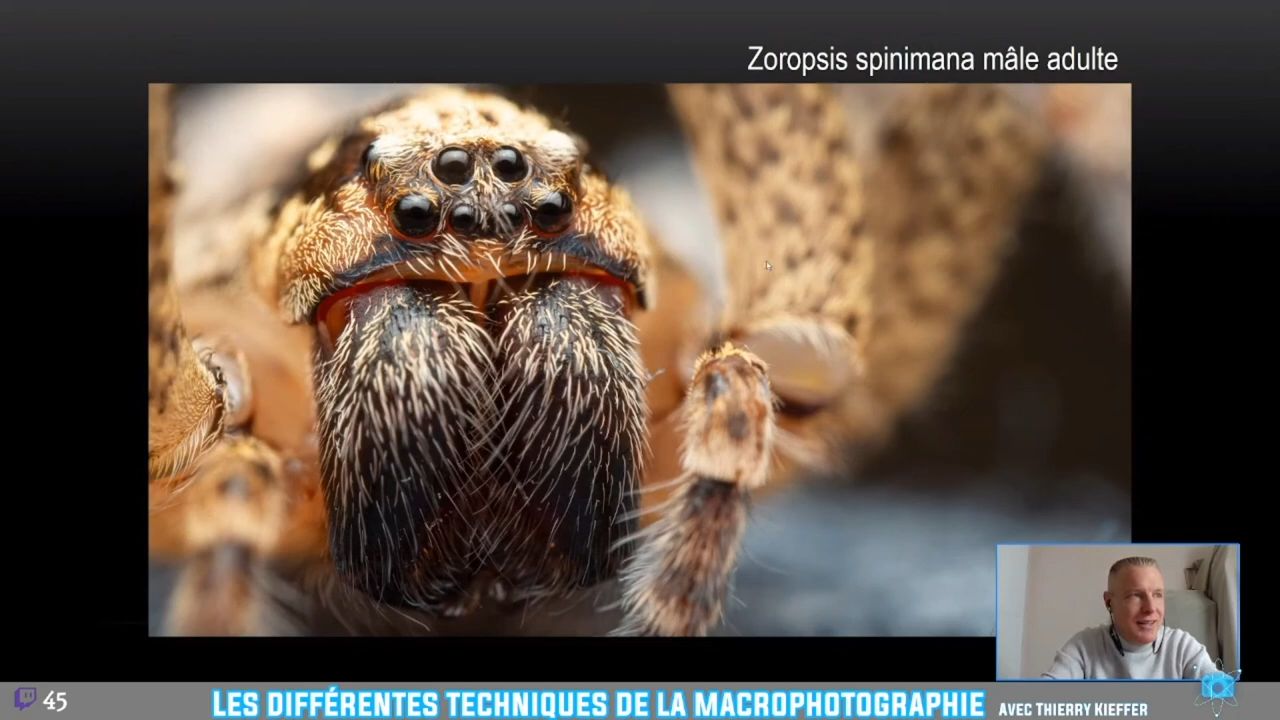 Zoropsis spinimana mâle adulte
45
LES DIFFÉRENTES TECHNIQUES DE LA MACROPHOTOGRAPHIE
AVEC THIERRY KIEFFER